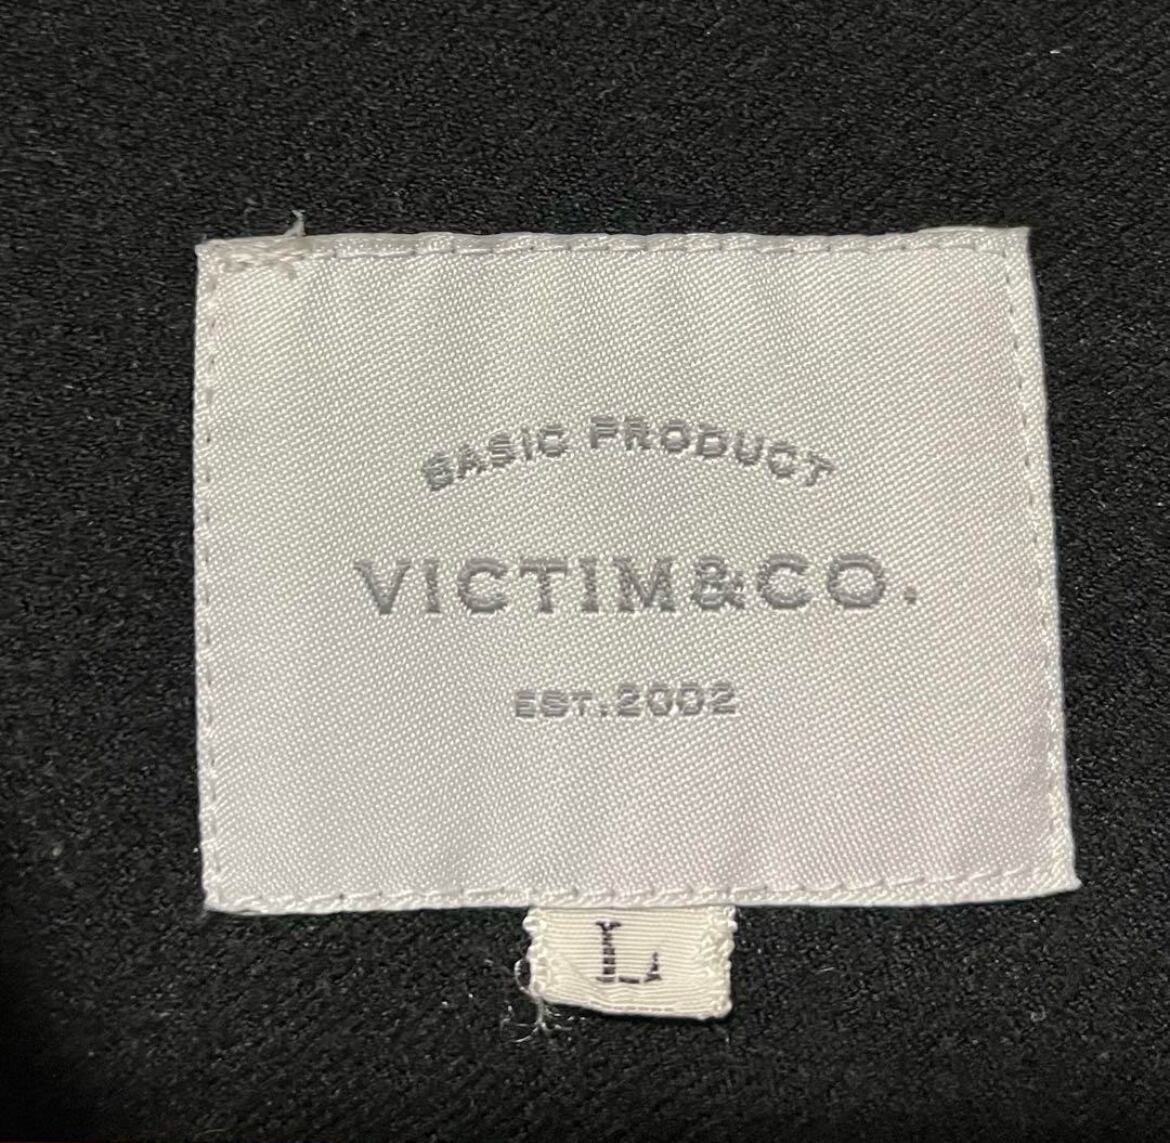 BASIC PRODUCT
VICTIM&CO.
EST.2002
L